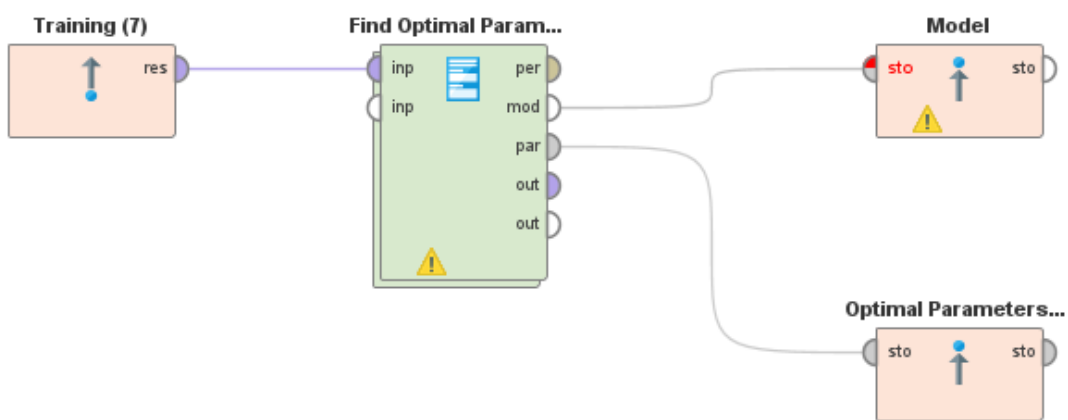 Training (7)
res
Find Optimal Param...
inp
per
inp
mod
par
out
out
Model
sto
sto
Optimal Parameters...
sto
sto